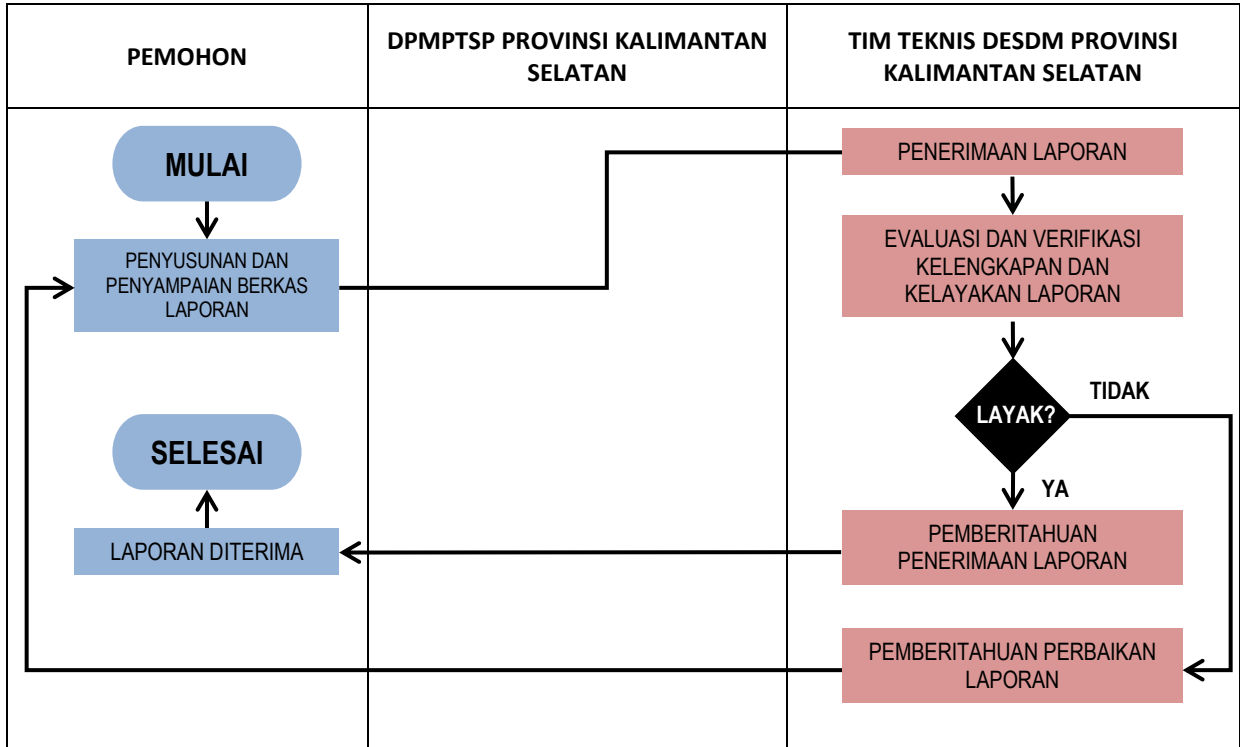 PEMOHON
DPMPTSP PROVINSI KALIMANTAN
SELATAN
TIM TEKNIS DESDM PROVINSI
KALIMANTAN SELATAN
MULAI
PENYUSUNAN DAN
PENYAMPAIAN BERKAS
LAPORAN
PENERIMAAN LAPORAN
EVALUASI DAN VERIFIKASI
KELENGKAPAN DAN
KELAYAKAN LAPORAN
LAYAK?
TIDAK
YA
PEMBERITAHUAN
PENERIMAAN LAPORAN
LAPORAN DITERIMA
SELESAI
PEMBERITAHUAN PERBAIKAN
LAPORAN